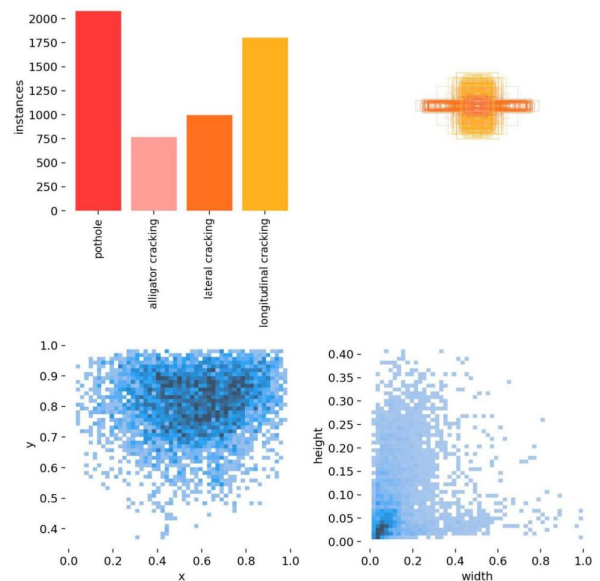 2000
1750
1500
1250
1000
750
500
250
0
instances
pothole
alligator cracking
lateral cracking
longitudinal cracking
1.0
0.9
0.8
0.7
0.6
0.5
0.4
y
0.0 0.2 0.4 0.6 0.8 1.0
x
0.40
0.35
0.30
0.25
0.20
0.15
0.10
0.05
0.00
height
0.0 0.2 0.4 0.6 0.8 1.0
width